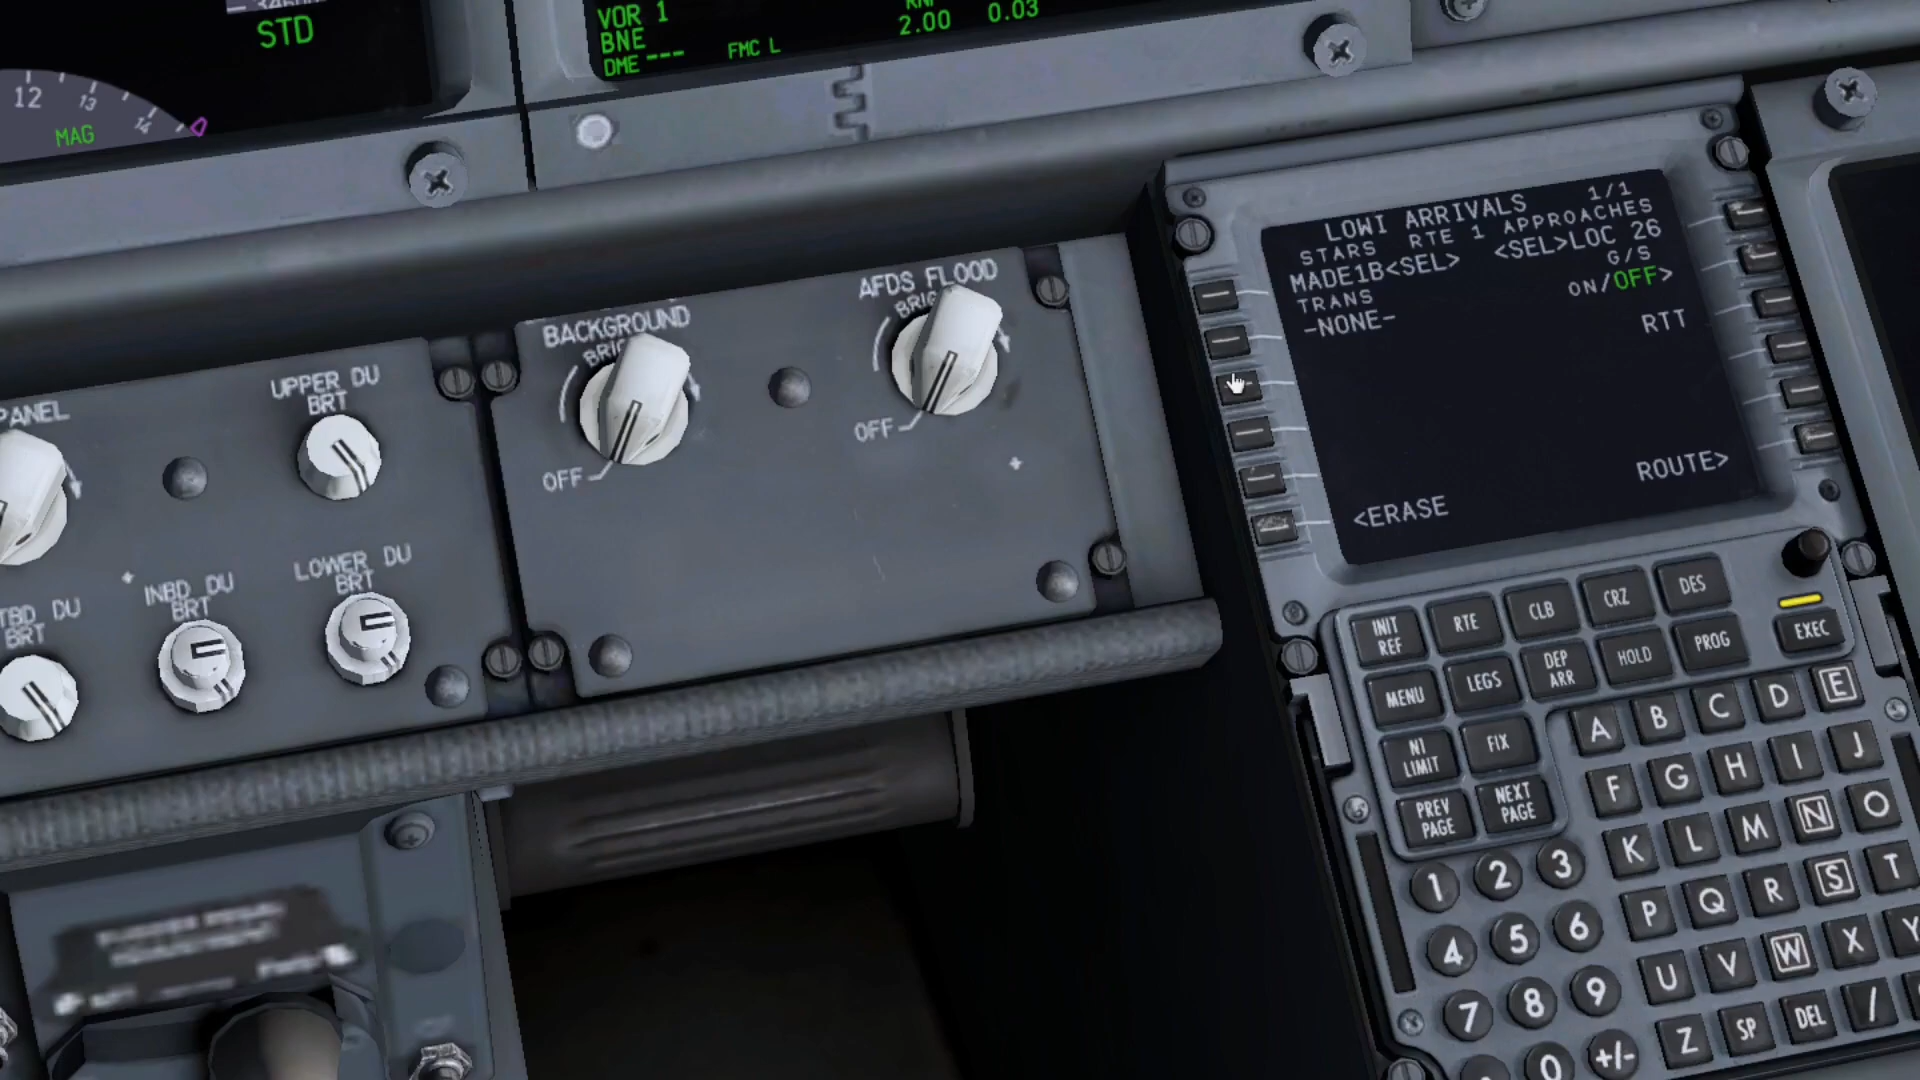 STD
12
13
14
MAG
VOR 1
BNE
DME ---
FMC L
2.00 0.03
LOWI ARRIVALS 1/1
STARS RTE 1 APPROACHES
MADE1B<SEL> <SEL>LOC 26
TRANS G/S
-NONE- ON/OFF>
RTT
ROUTE>
<ERASE
PANEL
UPPER DU
BRT
BACKGROUND
OFF
AFDS FLOOD
OFF
BRT
INBD DU
BRT
LOWER DU
BRT
INIT REF
RTE
CLB
CRZ
DES
MENU
LEGS
DEP ARR
HOLD
PROG
EXEC
N1 LIMIT
FIX
PREV PAGE
NEXT PAGE
A B C D E
F G H I J
K L M N O
P Q R S T
U V W X Y
Z SP DEL /
1 2 3
4 5 6
7 8 9
0 +/-